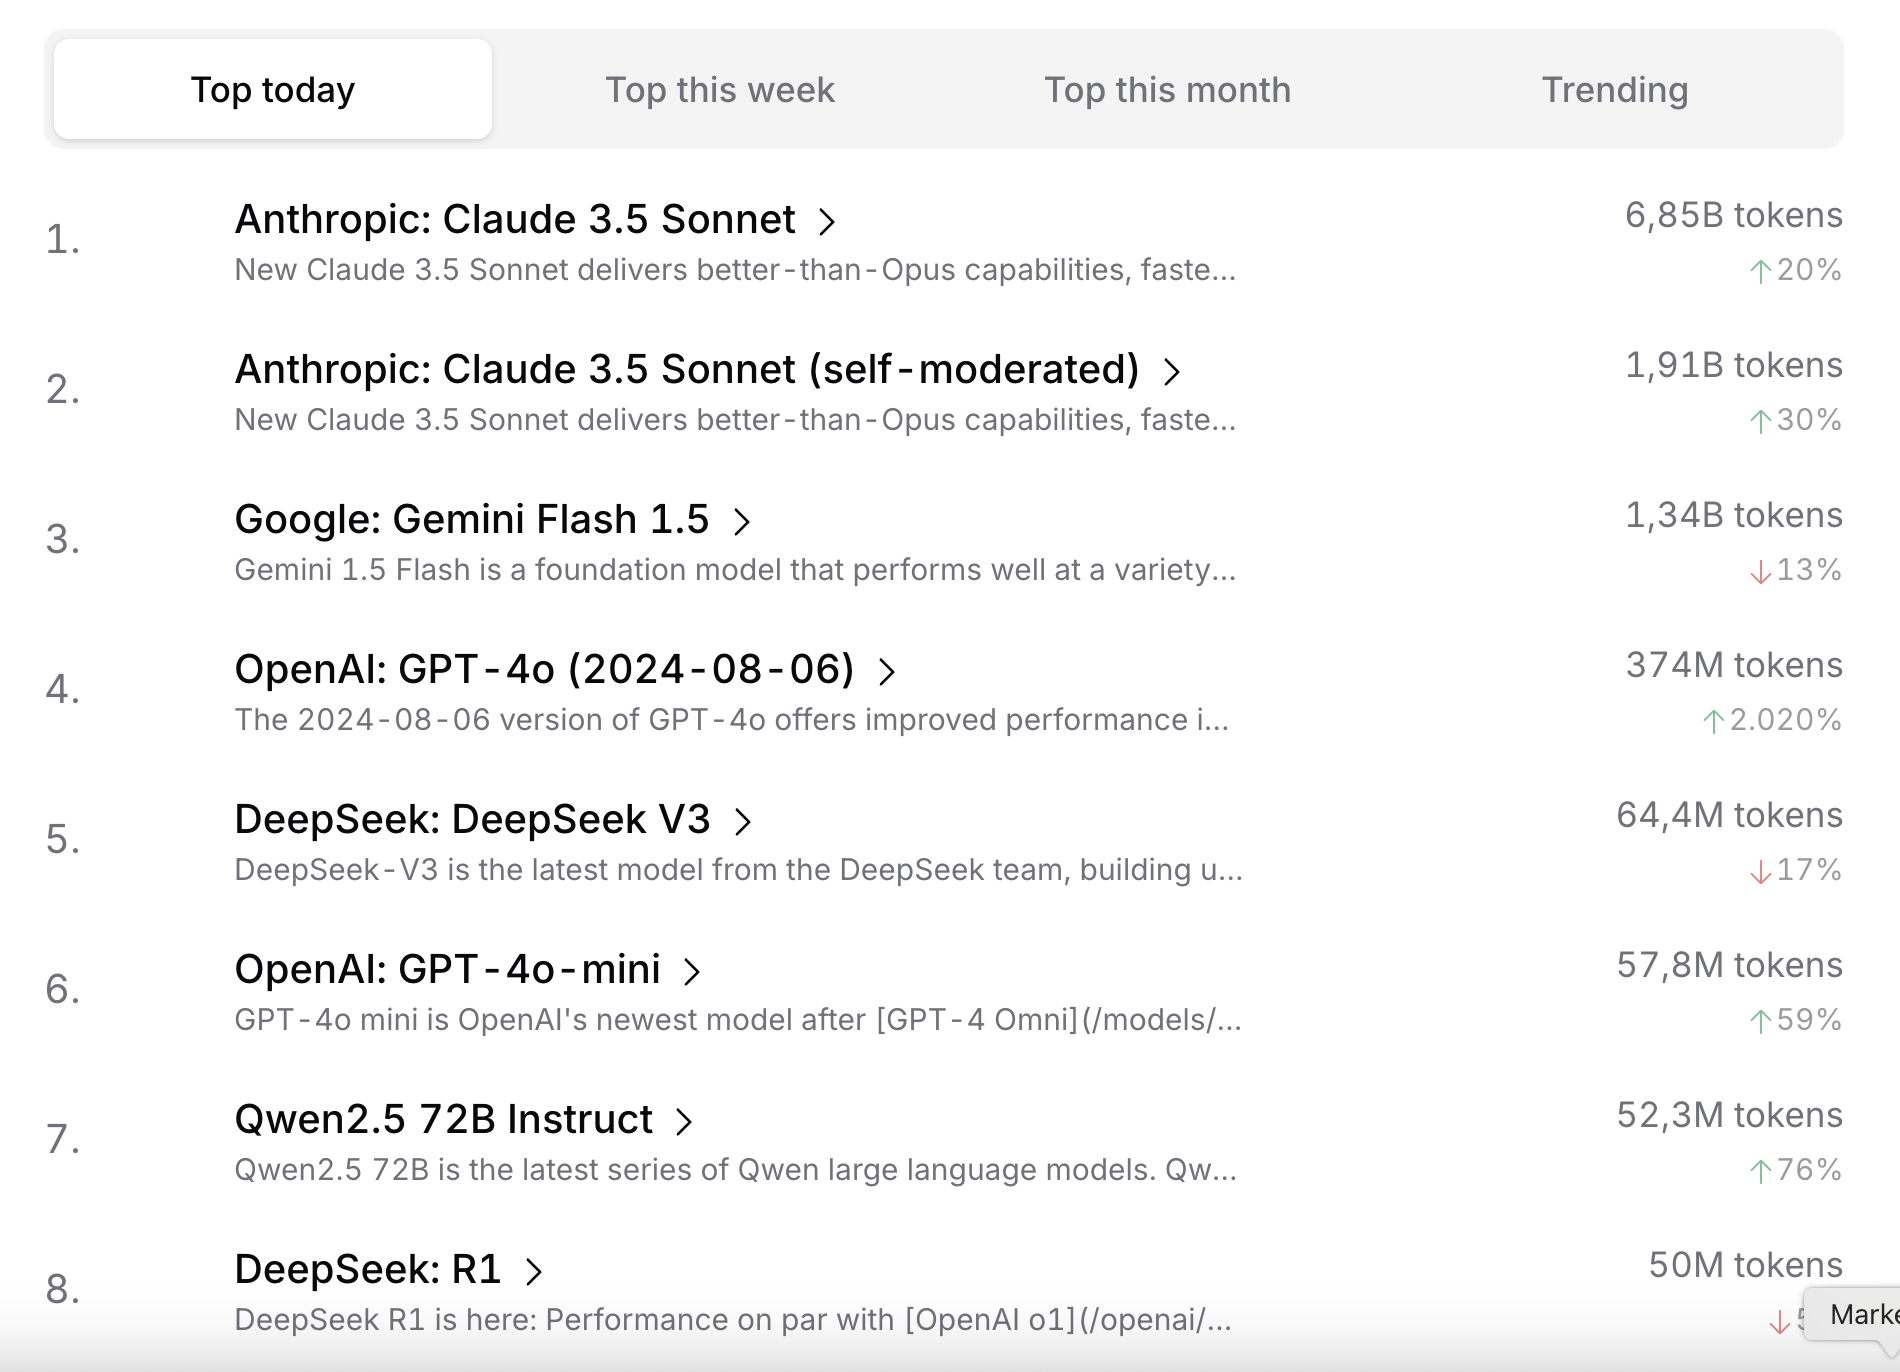 Top today
Top this week
Top this month
Trending
1.
Anthropic: Claude 3.5 Sonnet
6,85B tokens
New Claude 3.5 Sonnet delivers better-than-Opus capabilities, faste...
↑20%
2.
Anthropic: Claude 3.5 Sonnet (self-moderated)
1,91B tokens
New Claude 3.5 Sonnet delivers better-than-Opus capabilities, faste...
↑30%
3.
Google: Gemini Flash 1.5
1,34B tokens
Gemini 1.5 Flash is a foundation model that performs well at a variety...
↓13%
4.
OpenAI: GPT-4o (2024-08-06)
374M tokens
The 2024-08-06 version of GPT-4o offers improved performance i...
↑2.020%
5.
DeepSeek: DeepSeek V3
64,4M tokens
DeepSeek-V3 is the latest model from the DeepSeek team, building u...
↓17%
6.
OpenAI: GPT-4o-mini
57,8M tokens
GPT-4o mini is OpenAI's newest model after [GPT-4 Omni](/models/...
↑59%
7.
Qwen2.5 72B Instruct
52,3M tokens
Qwen2.5 72B is the latest series of Qwen large language models. Qw...
↑76%
8.
DeepSeek: R1
50M tokens
DeepSeek R1 is here: Performance on par with [OpenAI o1](/openai/...
↓